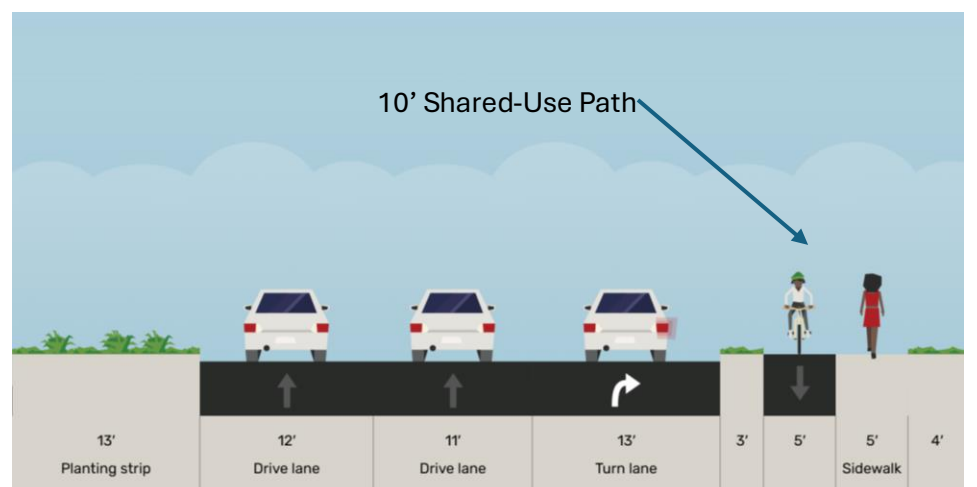 10’ Shared-Use Path
13' 12' 11' 13' 3' 5' 5' 4'
Planting strip Drive lane Drive lane Turn lane Sidewalk